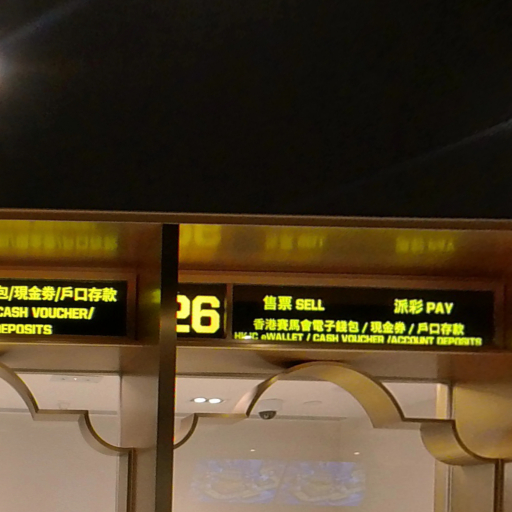 包/現金券/戶口存款
CASH VOUCHER/
DEPOSITS
26
售票 SELL
派彩 PAY
香港賽馬會電子錢包 / 現金券 / 戶口存款
HKJC eWALLET / CASH VOUCHER /ACCOUNT DEPOSITS